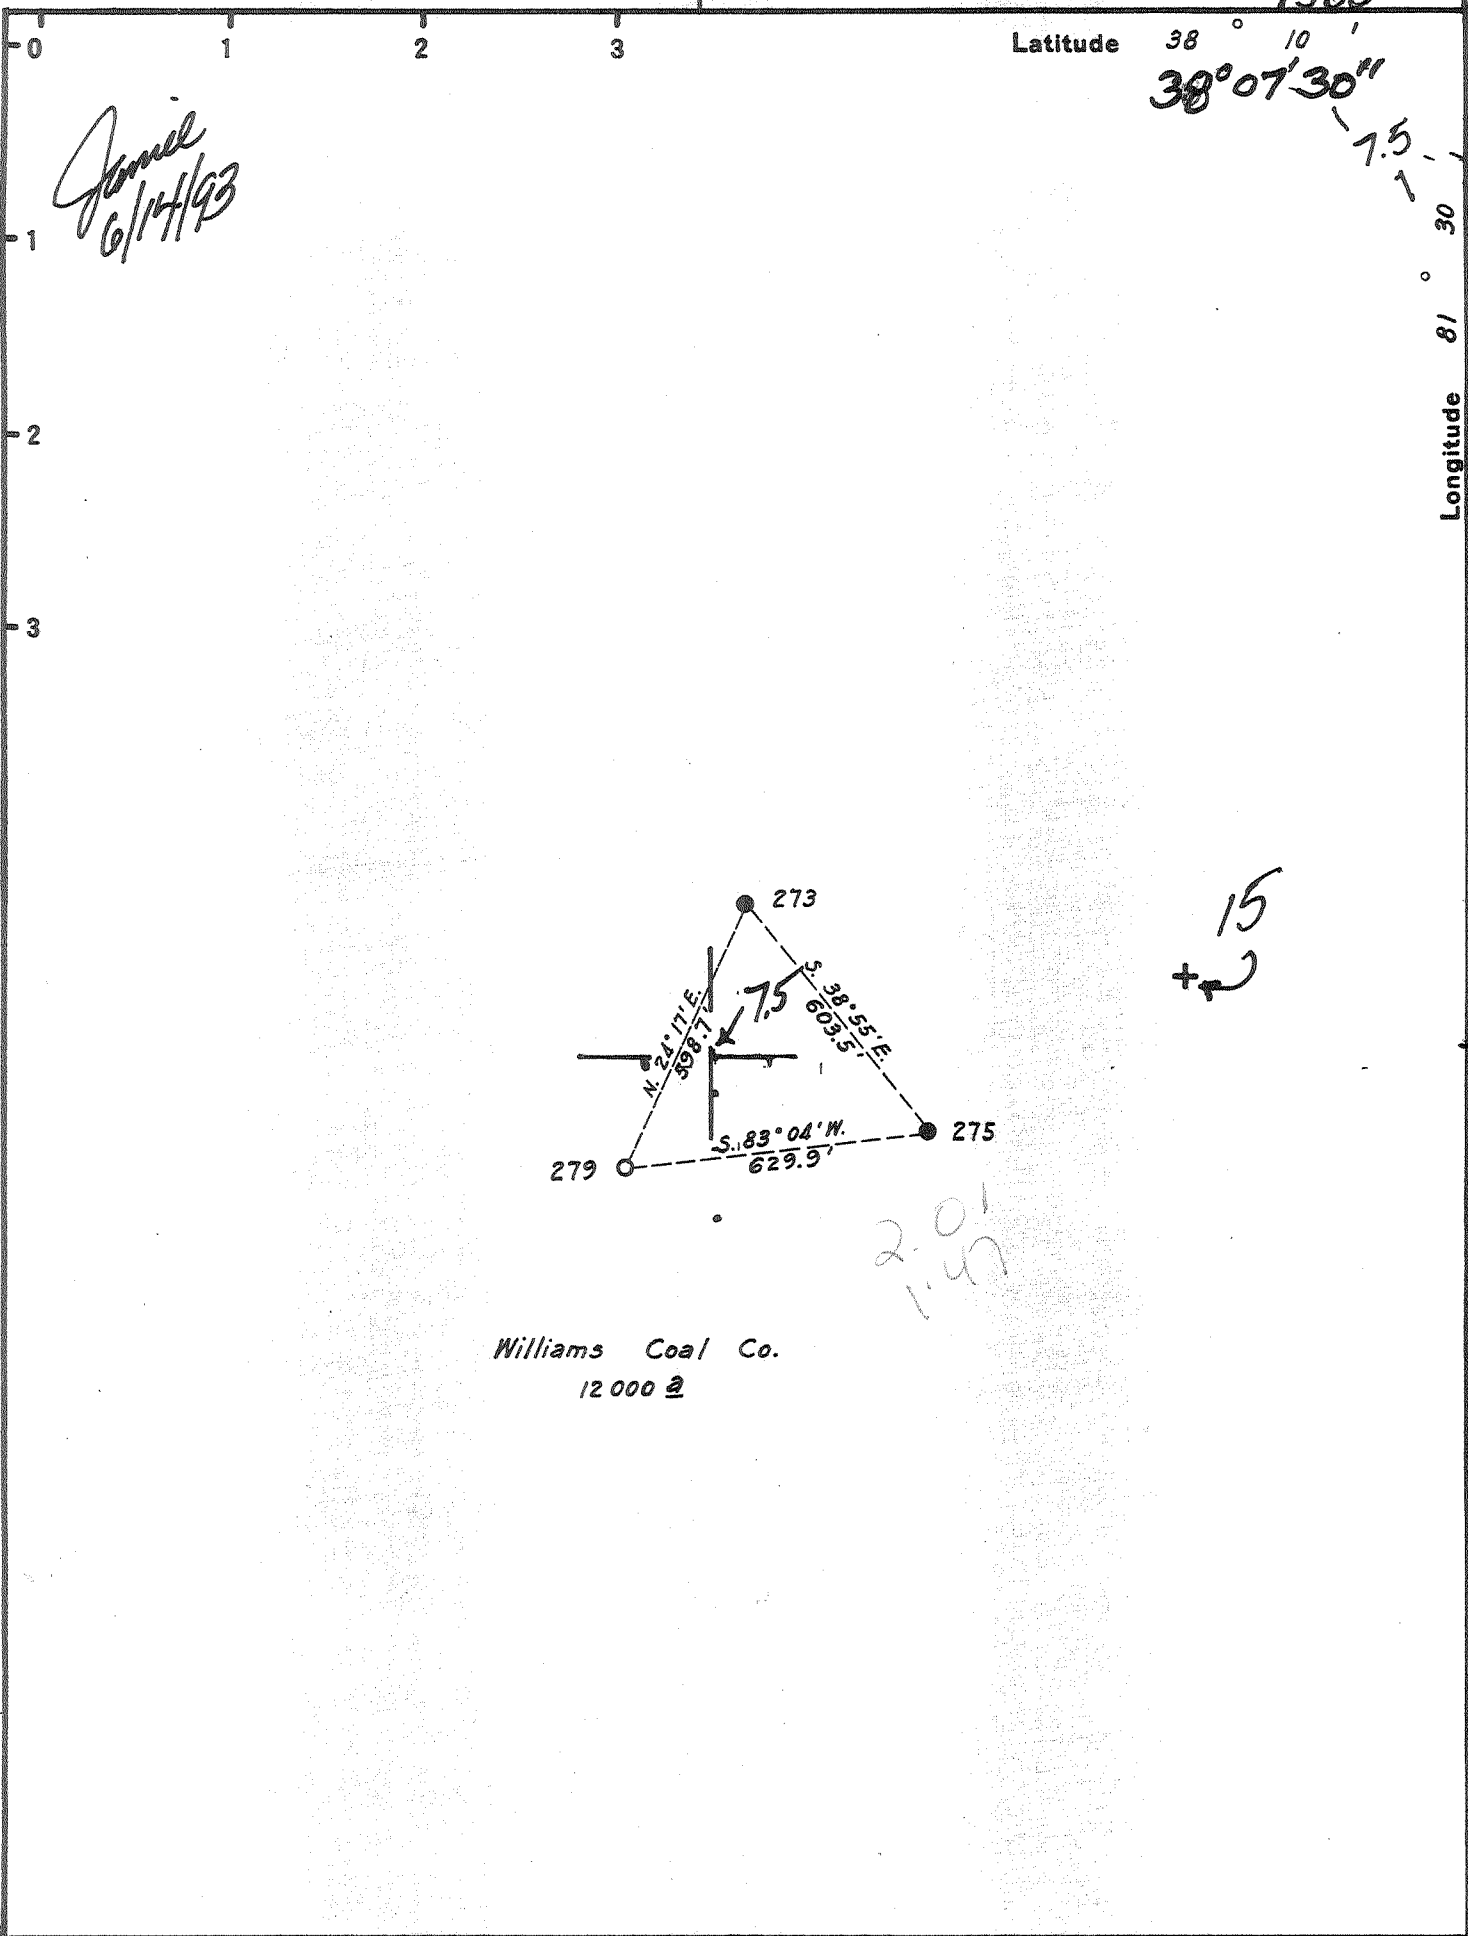 0 1 2 3
Latitude 38 ° 10 '
38°07'30"
7.5
Longitude 81 ° 30
6/14/93
1
2
3
273
15
+
7.5
N. 24° 17' E.
598.7'
S. 38° 55' E.
603.5'
S. 83° 04' W.
629.9'
275
279
2.01
1.47
Williams Coal Co.
12 000 a